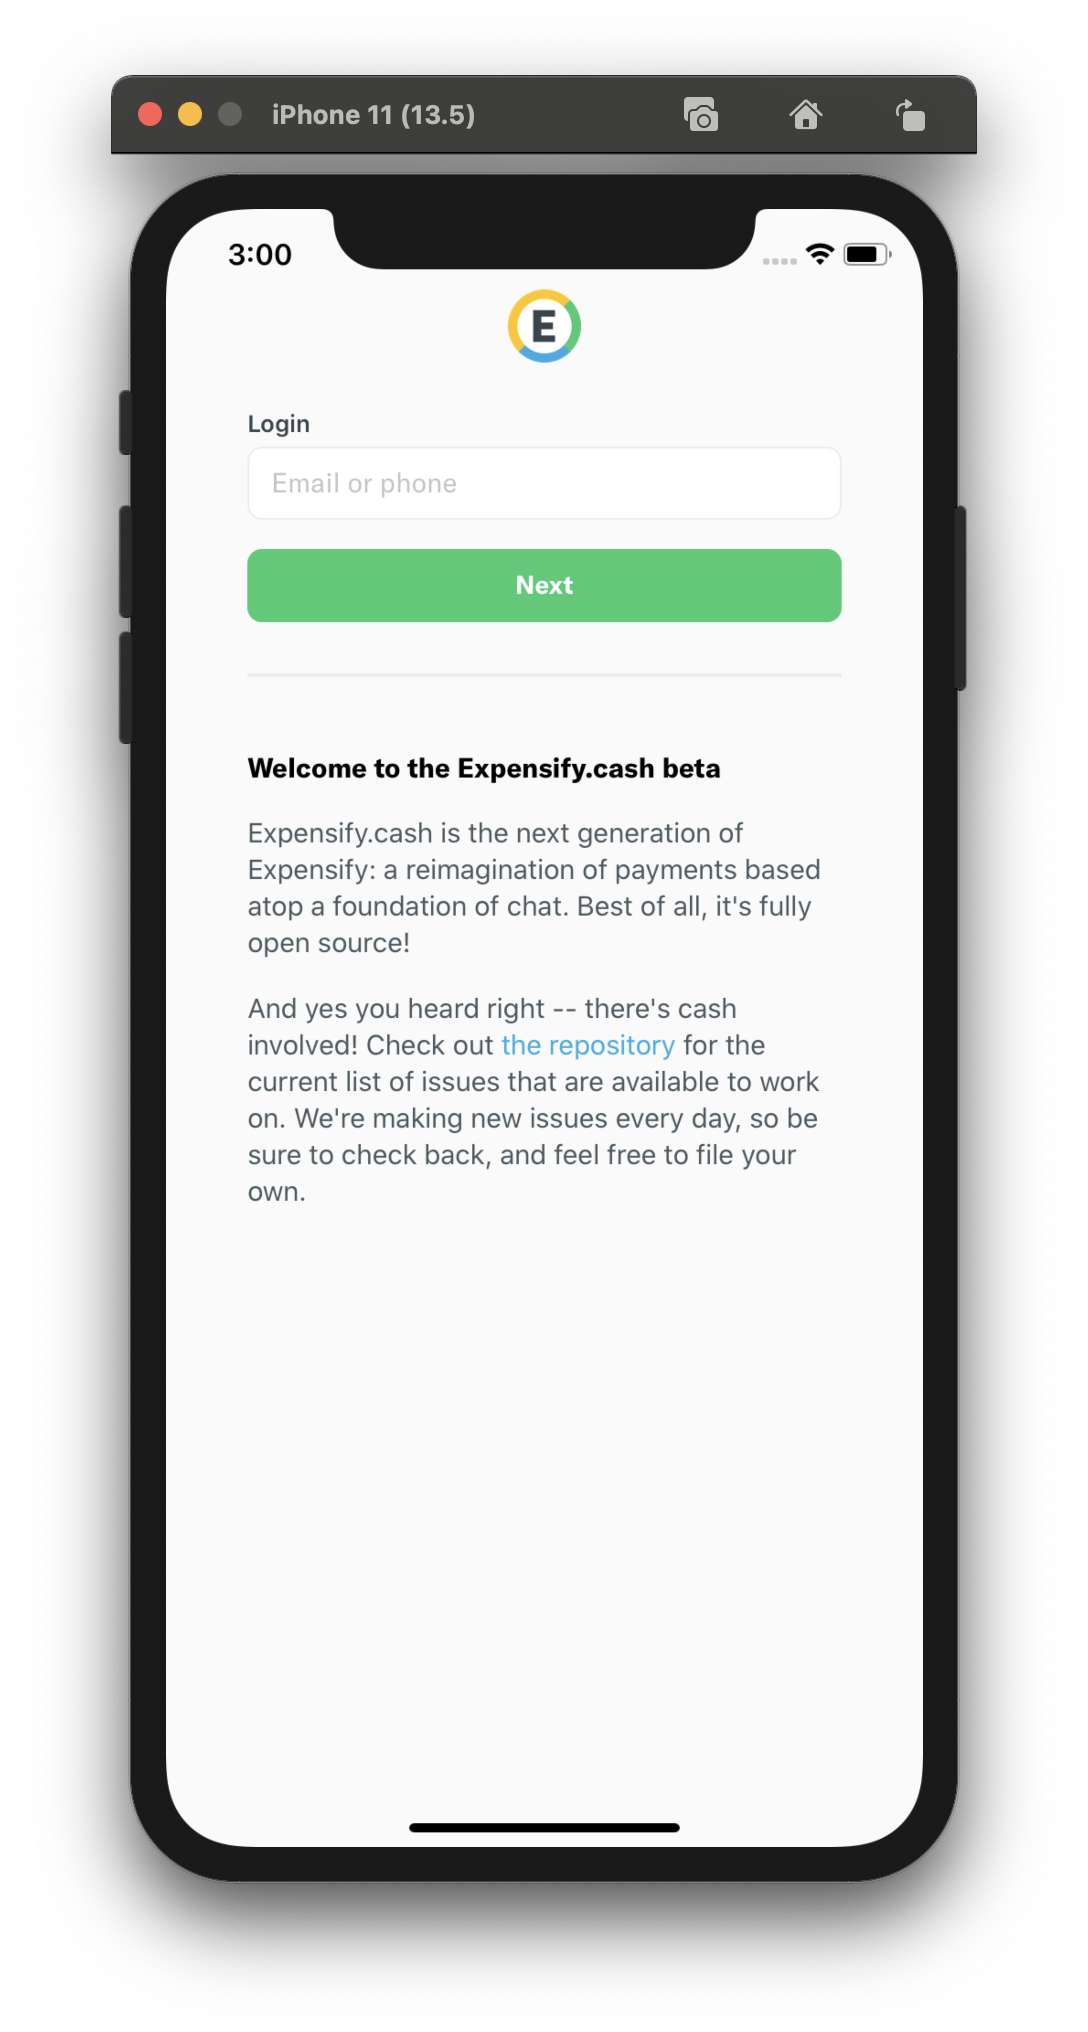 iPhone 11 (13.5)
3:00
E
Login
Email or phone
Next
Welcome to the Expensify.cash beta
Expensify.cash is the next generation of
Expensify: a reimagination of payments based
atop a foundation of chat. Best of all, it's fully
open source!
And yes you heard right -- there's cash
involved! Check out the repository for the
current list of issues that are available to work
on. We're making new issues every day, so be
sure to check back, and feel free to file your
own.